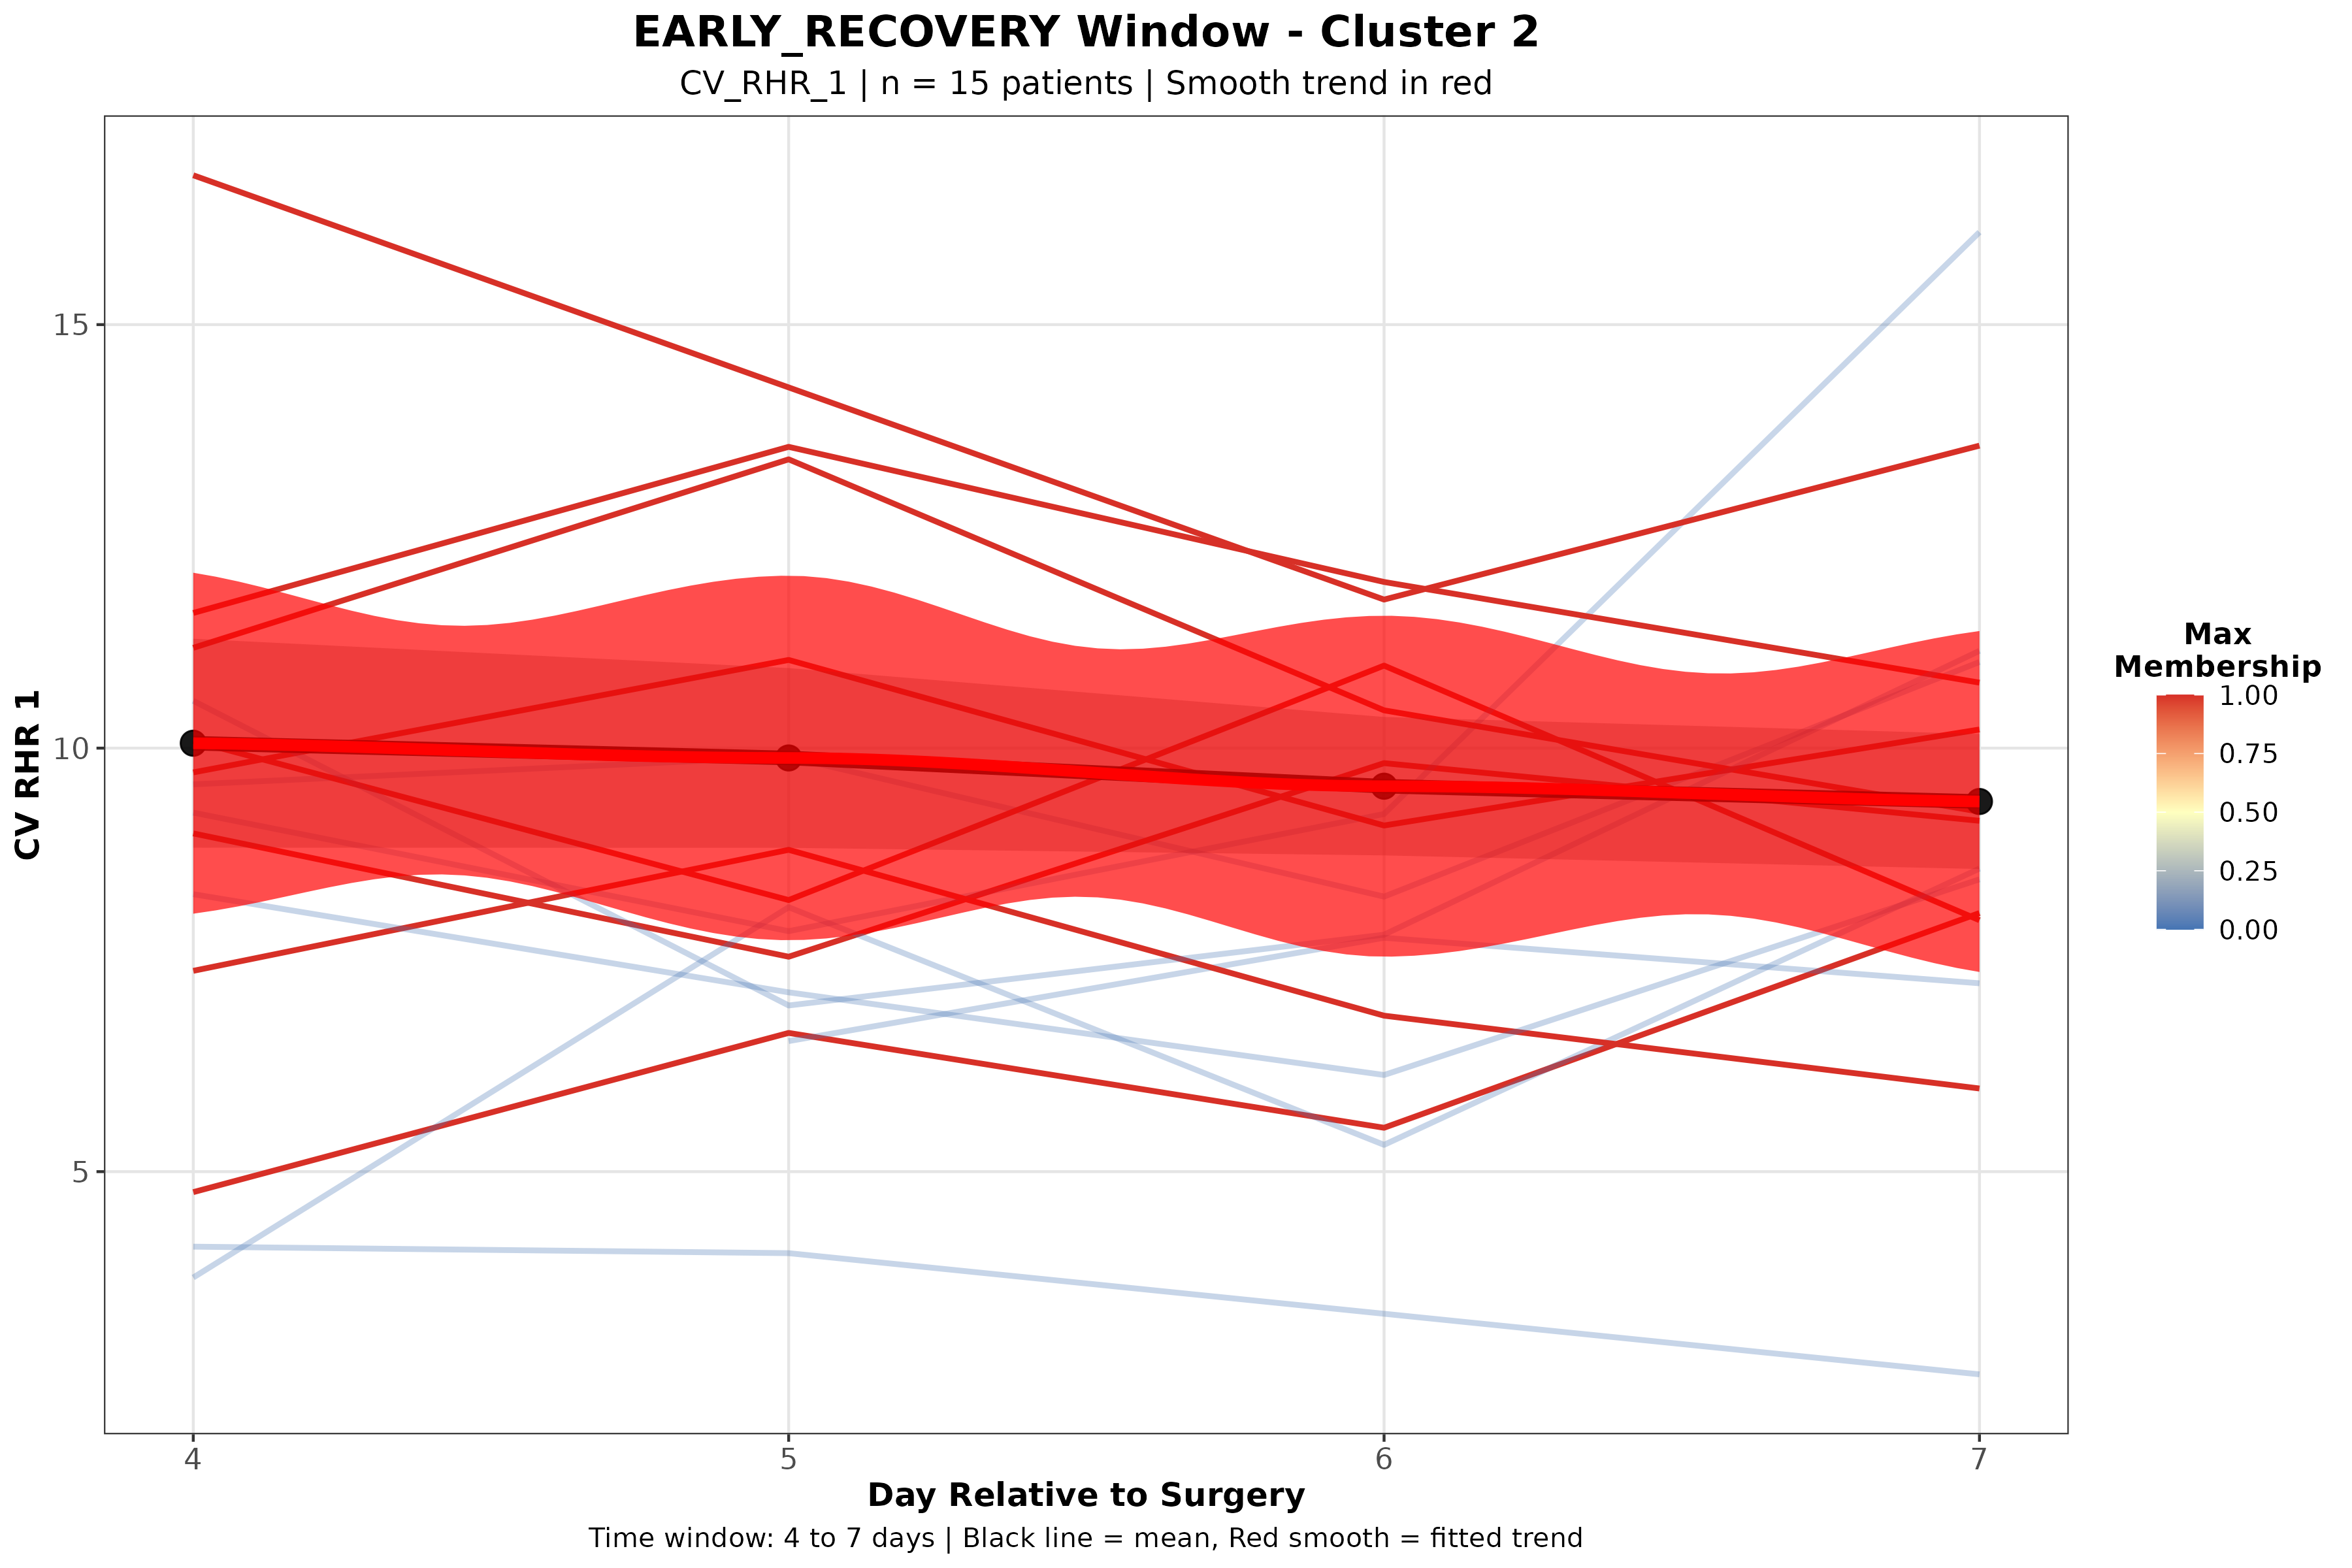 EARLY_RECOVERY Window - Cluster 2
CV_RHR_1 | n = 15 patients | Smooth trend in red
CV RHR 1
15
10
5
4
5
6
7
Day Relative to Surgery
Time window: 4 to 7 days | Black line = mean, Red smooth = fitted trend
Max
Membership
1.00
0.75
0.50
0.25
0.00